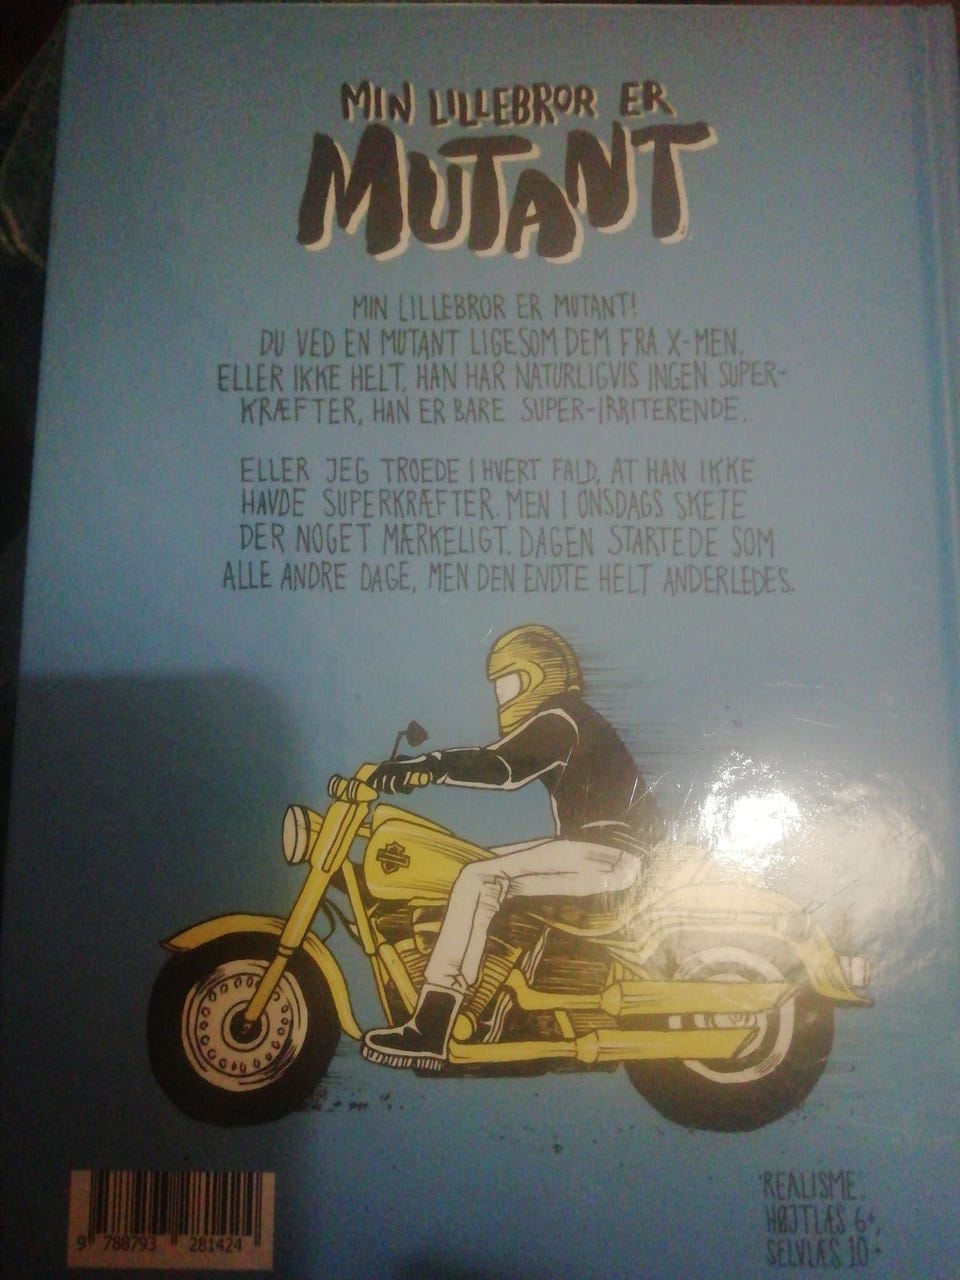 MIN LILLEBROR ER
MUTANT
MIN LILLEBROR ER MUTANT!
DU VED EN MUTANT LIGESOM DEM FRA X-MEN,
ELLER IKKE HELT, HAN HAR NATURLIGVIS INGEN SUPER-
KRÆFTER, HAN ER BARE SUPER-IRRITERENDE.
ELLER JEG TROEDE I HVERT FALD, AT HAN IKKE
HAVDE SUPERKRÆFTER. MEN I ONSDAGS SKETE
DER NOGET MÆRKELIGT. DAGEN STARTEDE SOM
ALLE ANDRE DAGE, MEN DEN ENDTE HELT ANDERLEDES.
9 788793 281424
REALISME.
HØJTLÆS 6+,
SELVLÆS 10+